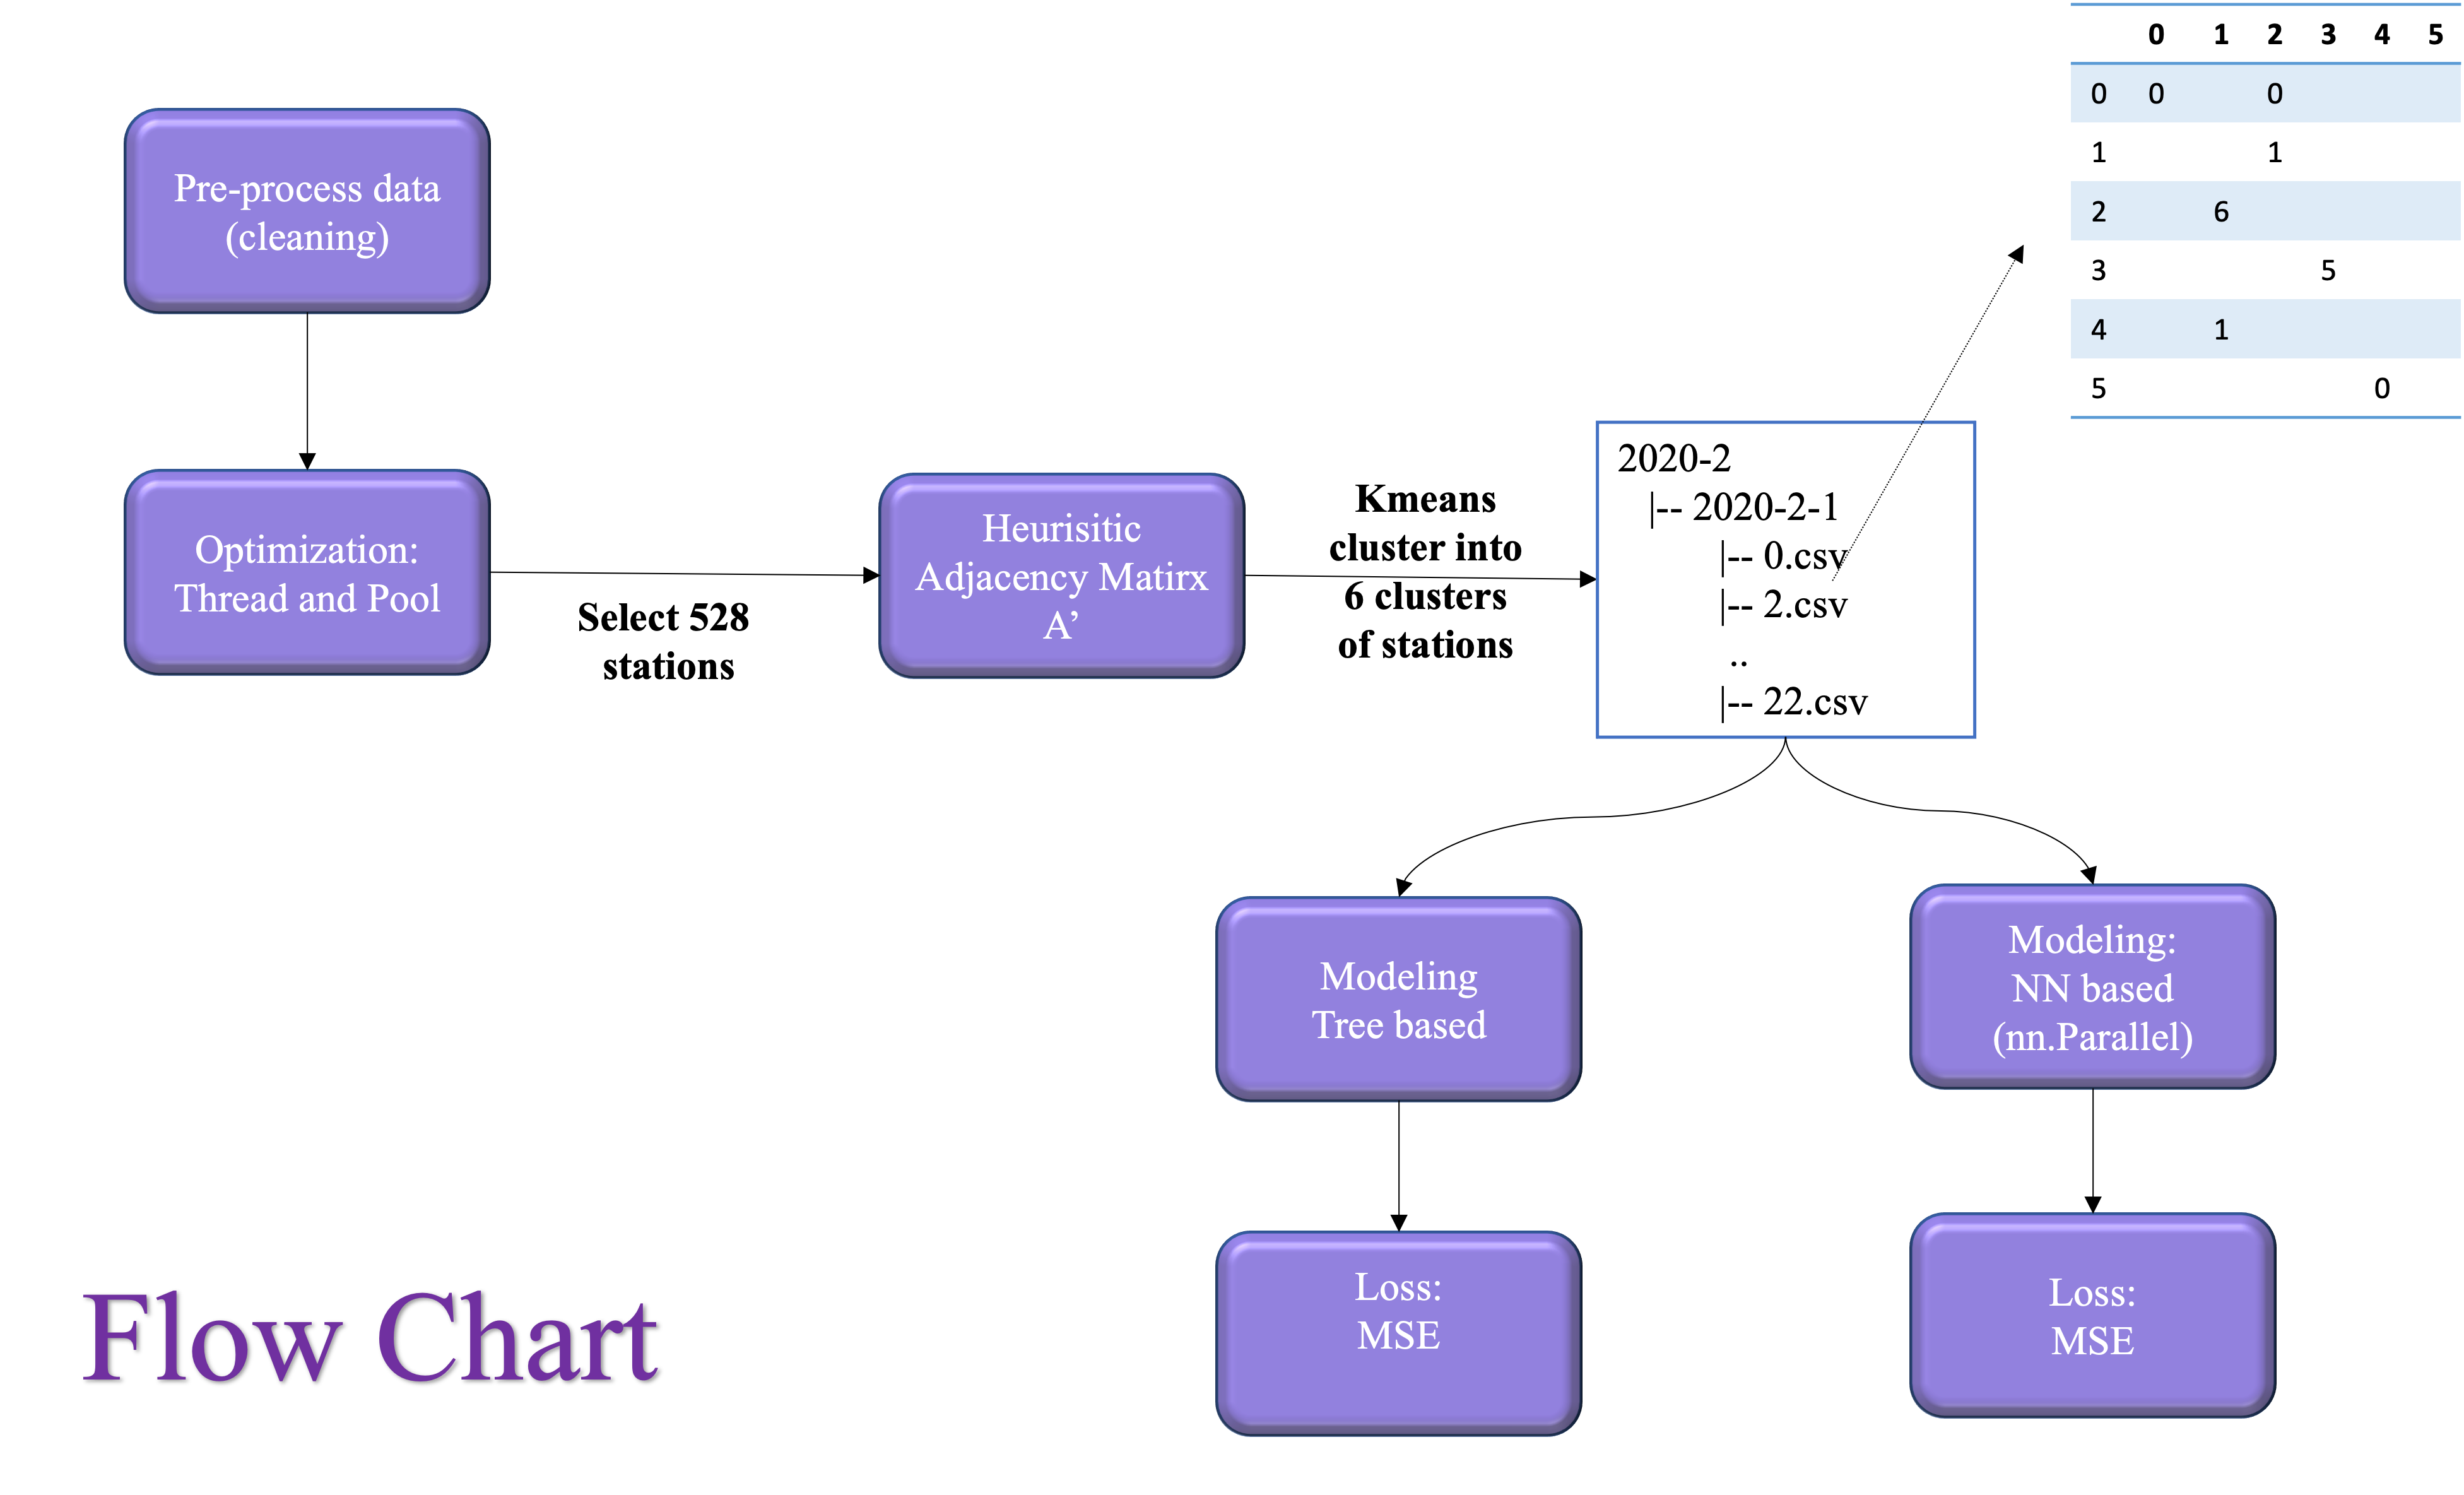 0 1 2 3 4 5
0 0 0
1 1
2 6
3 5
4 1
5 0
Pre-process data
(cleaning)
Optimization:
Thread and Pool
Select 528
stations
Heurisitic
Adjacency Matirx
A’
Kmeans
cluster into
6 clusters
of stations
2020-2
|-- 2020-2-1
|-- 0.csv
|-- 2.csv
..
|-- 22.csv
Modeling
Tree based
Modeling:
NN based
(nn.Parallel)
Loss:
MSE
Loss:
MSE
Flow Chart